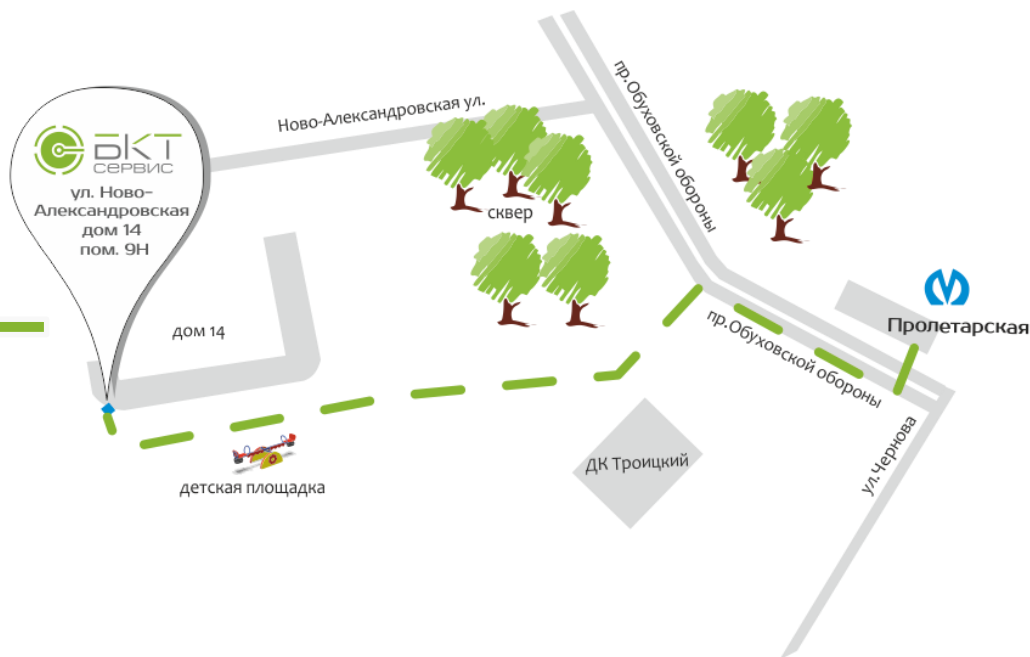 БКТ
СЕРВИС
ул. Ново-
Александровская
дом 14
пом. 9Н
Ново-Александровская ул.
пр.Обуховской обороны
сквер
дом 14
Пролетарская
пр.Обуховской обороны
ул.Чернова
ДК Троицкий
детская площадка